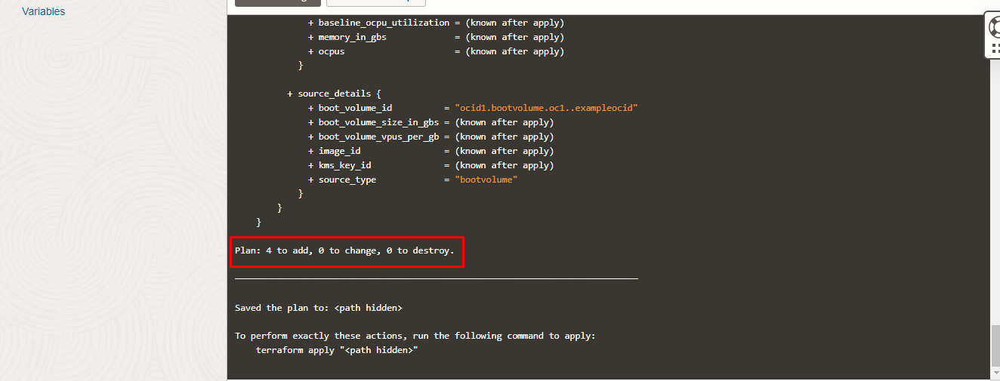 Variables
+ baseline_ocpu_utilization = (known after apply)
+ memory_in_gbs = (known after apply)
+ ocpus = (known after apply)
}
+ source_details {
+ boot_volume_id = "ocid1.bootvolume.oc1..exampleocid"
+ boot_volume_size_in_gbs = (known after apply)
+ boot_volume_vpus_per_gb = (known after apply)
+ image_id = (known after apply)
+ kms_key_id = (known after apply)
+ source_type = "bootvolume"
}
}
}
Plan: 4 to add, 0 to change, 0 to destroy.
Saved the plan to: <path hidden>
To perform exactly these actions, run the following command to apply:
terraform apply "<path hidden>"